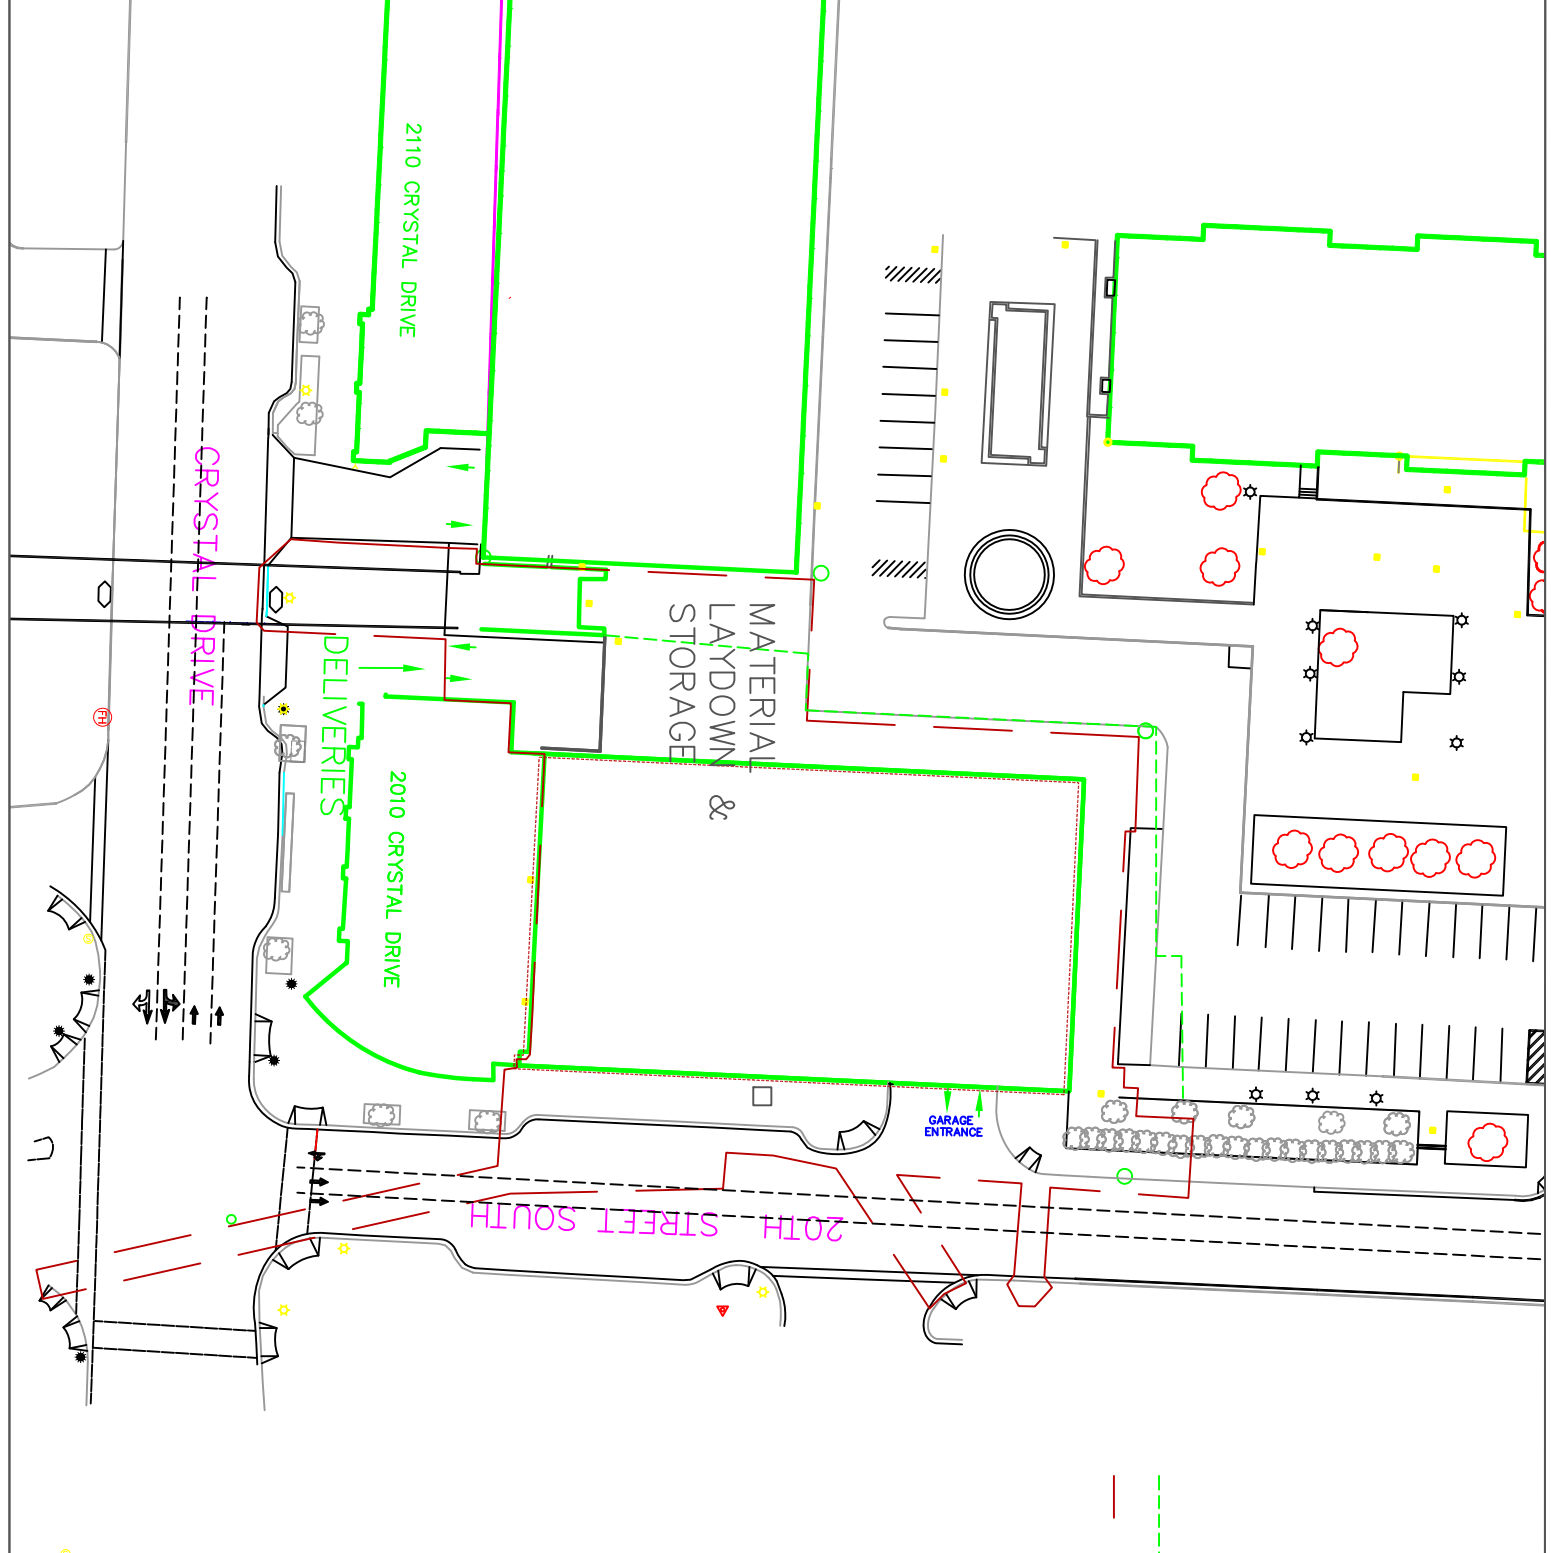 2110 CRYSTAL DRIVE
CRYSTAL DRIVE
DELIVERIES
MATERIAL
LAYDOWN &
STORAGE
FH
2010 CRYSTAL DRIVE
GARAGE
ENTRANCE
20TH STREET SOUTH